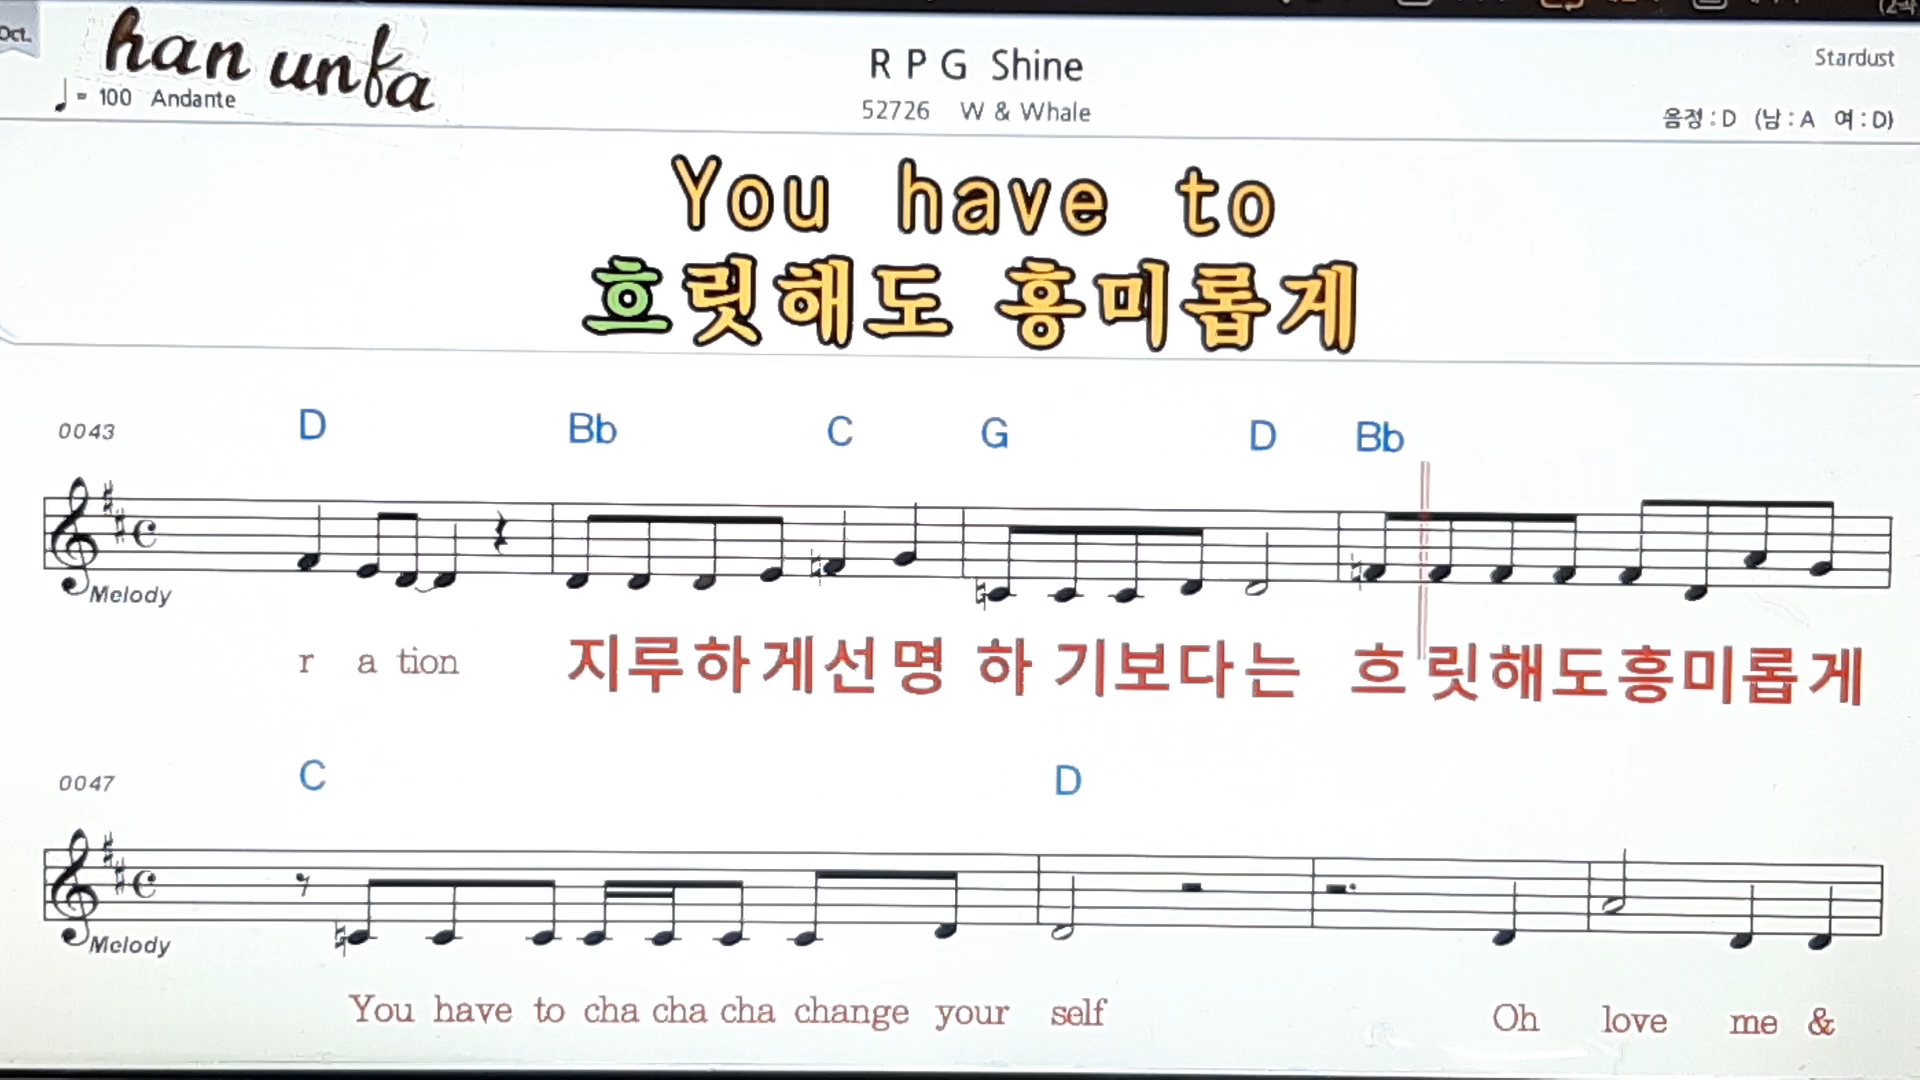 Oct.
han unfa
♩ = 100 Andante
R P G Shine
52726 W & Whale
Stardust
음정 : D (남 : A 여 : D)
You have to
흐릿해도 흥미롭게
0043 D Bb C G D Bb
Melody
r a tion 지루하게선명 하 기보다는 흐릿해도흥미롭게
0047 C D
Melody
You have to cha cha cha change your self Oh love me &